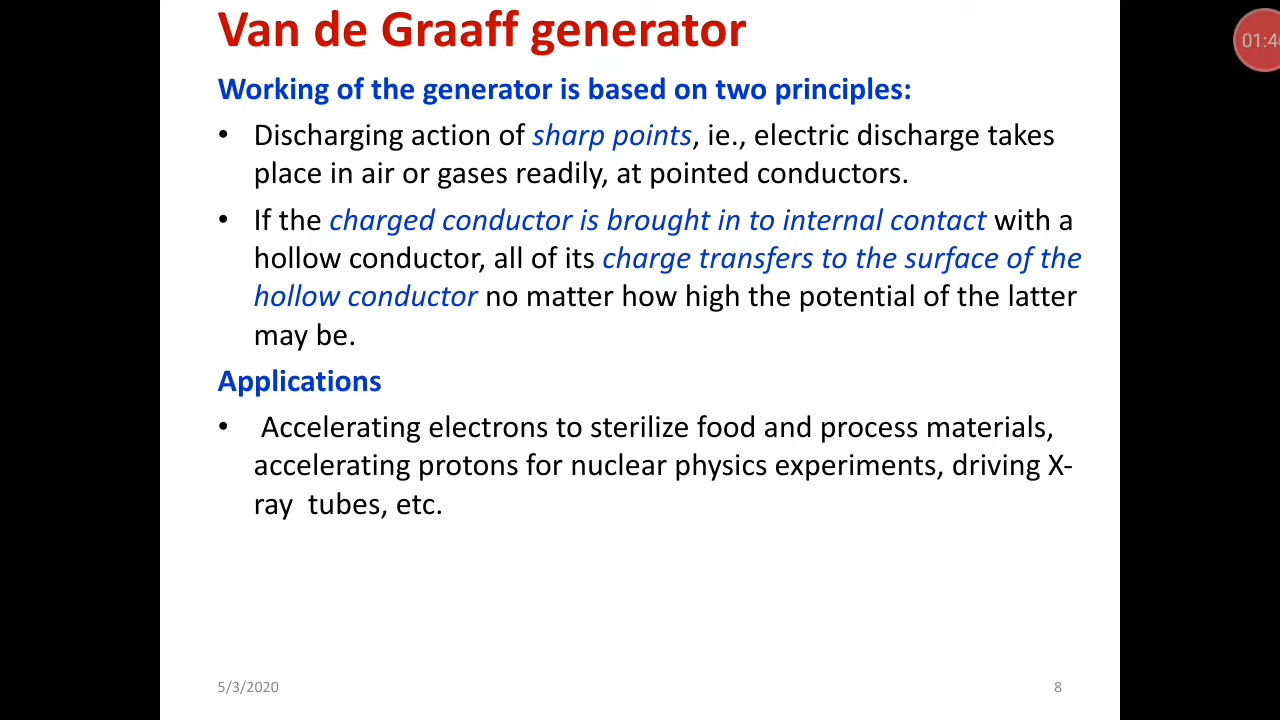 Van de Graaff generator
01:4
Working of the generator is based on two principles:
• Discharging action of sharp points, ie., electric discharge takes
place in air or gases readily, at pointed conductors.
• If the charged conductor is brought in to internal contact with a
hollow conductor, all of its charge transfers to the surface of the
hollow conductor no matter how high the potential of the latter
may be.
Applications
• Accelerating electrons to sterilize food and process materials,
accelerating protons for nuclear physics experiments, driving X-
ray tubes, etc.
5/3/2020
8